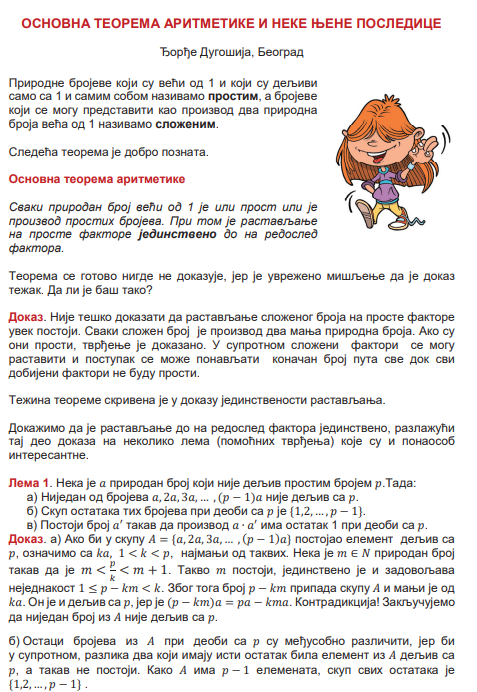 ОСНОВНА ТЕОРЕМА АРИТМЕТИКЕ И НЕКЕ ЊЕНЕ ПОСЛЕДИЦЕ
Ђорђе Дугошија, Београд
Природне бројеве који су већи од 1 и који су дељиви
само са 1 и самим собом називамо простим, а бројеве
који се могу представити као производ два природна
броја већа од 1 називамо сложеним.
Следећа теорема је добро позната.
Основна теорема аритметике
Сваки природан број већи од 1 је или прост или је
производ простих бројева. При том је растављање
на просте факторе јединствено до на редослед
фактора.
Теорема се готово нигде не доказује, јер је уврежено мишљење да је доказ
тежак. Да ли је баш тако?
Доказ. Није тешко доказати да растављање сложеног броја на просте факторе
увек постоји. Сваки сложен број је производ два мања природна броја. Ако су
они прости, тврђење је доказано. У супротном сложени фактори се могу
раставити и поступак се може понављати коначан број пута све док сви
добијени фактори не буду прости.
Тежина теореме скривена је у доказу јединствености растављања.
Докажимо да је растављање до на редослед фактора јединствено, разлажући
тај део доказа на неколико лема (помоћних тврђења) које су и понаособ
интересантне.
Лема 1. Нека је a природан број који није дељив простим бројем p.Тада:
а) Ниједан од бројева a, 2a, 3a, … , (p − 1)a није дељив са p.
б) Скуп остатака тих бројева при деоби са p је {1,2, … , p − 1}.
в) Постоји број a′ такав да производ a · a′ има остатак 1 при деоби са p.
Доказ. а) Ако би у скупу A = {a, 2a, 3a, … , (p − 1)a} постојао елемент дељив са
p, означимо са ka, 1 < k < p, најмањи од таквих. Нека је m ∈ N природан број
такав да је m < p/k < m + 1. Такво m постоји, јединствено је и задовољава
неједнакост 1 ≤ p − km < k. Због тога број p − km припада скупу A и мањи је од
ka. Он је и дељив са p, јер је (p − km)a = pa − kma. Контрадикција! Закључујемо
да ниједан број из A није дељив са p.
б) Остаци бројева из A при деоби са p су међусобно различити, јер би
у супротном, разлика два који имају исти остатак била елемент из A дељив са
p, а такав не постоји. Како A има p − 1 елемената, скуп свих остатака је
{1,2, … , p − 1} .